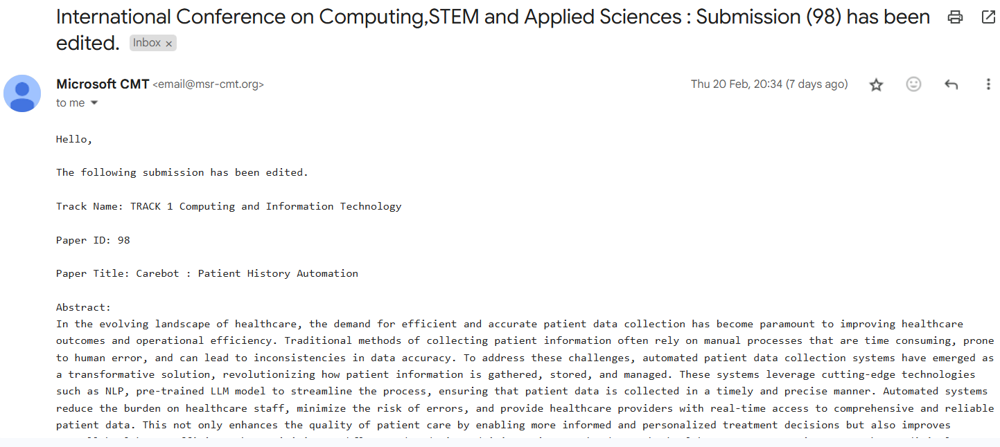 International Conference on Computing,STEM and Applied Sciences : Submission (98) has been
edited. Inbox ×
Microsoft CMT <email@msr-cmt.org>
Thu 20 Feb, 20:34 (7 days ago)
to me
Hello,
The following submission has been edited.
Track Name: TRACK 1 Computing and Information Technology
Paper ID: 98
Paper Title: Carebot : Patient History Automation
Abstract:
In the evolving landscape of healthcare, the demand for efficient and accurate patient data collection has become paramount to improving healthcare
outcomes and operational efficiency. Traditional methods of collecting patient information often rely on manual processes that are time consuming, prone
to human error, and can lead to inconsistencies in data accuracy. To address these challenges, automated patient data collection systems have emerged as
a transformative solution, revolutionizing how patient information is gathered, stored, and managed. These systems leverage cutting-edge technologies
such as NLP, pre-trained LLM model to streamline the process, ensuring that patient data is collected in a timely and precise manner. Automated systems
reduce the burden on healthcare staff, minimize the risk of errors, and provide healthcare providers with real-time access to comprehensive and reliable
patient data. This not only enhances the quality of patient care by enabling more informed and personalized treatment decisions but also improves